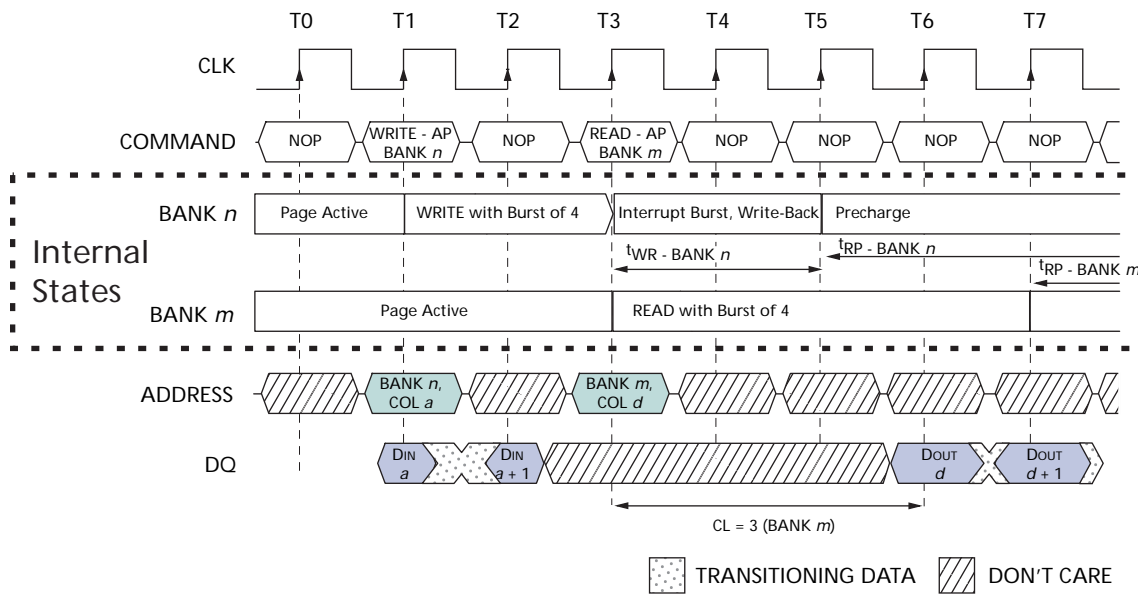 T0 T1 T2 T3 T4 T5 T6 T7
CLK
COMMAND NOP WRITE - AP BANK n NOP READ - AP BANK m NOP NOP NOP NOP
Internal States
BANK n Page Active WRITE with Burst of 4 Interrupt Burst, Write-Back Precharge
tWR - BANK n tRP - BANK n
tRP - BANK m
BANK m Page Active READ with Burst of 4
ADDRESS BANK n, COL a BANK m, COL d
DQ DIN a DIN a + 1 DOUT d DOUT d + 1
CL = 3 (BANK m)
TRANSITIONING DATA DON'T CARE